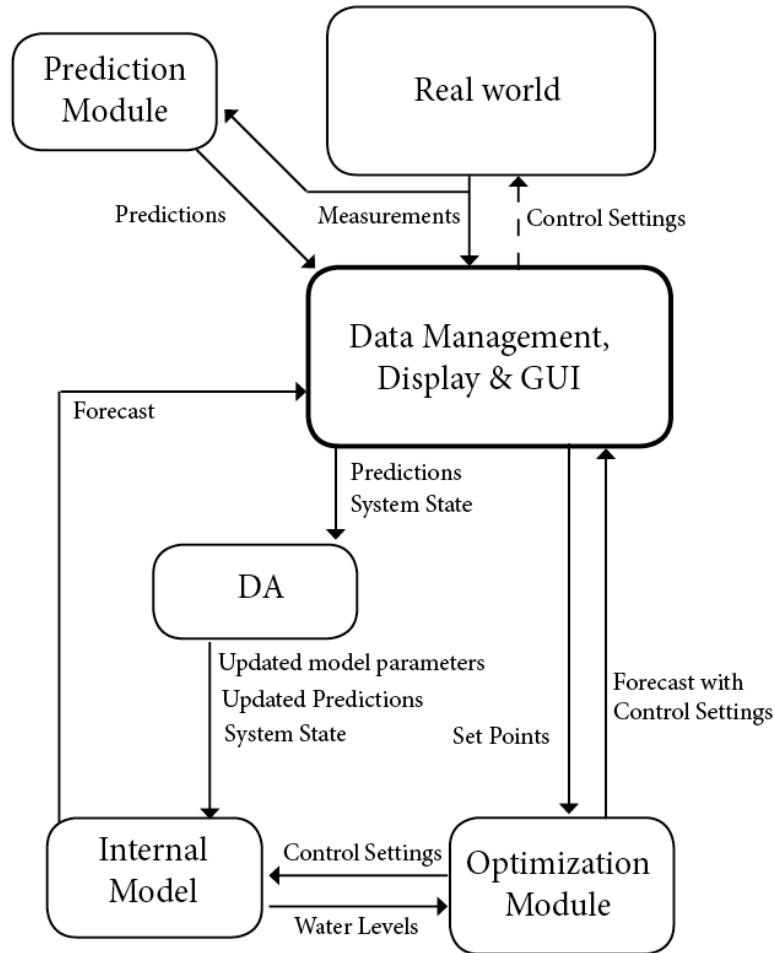 Prediction
Module
Real world
Predictions
Measurements
Control Settings
Data Management,
Display & GUI
Forecast
Predictions
System State
DA
Updated model parameters
Updated Predictions
System State
Set Points
Forecast with
Control Settings
Internal
Model
Control Settings
Water Levels
Optimization
Module